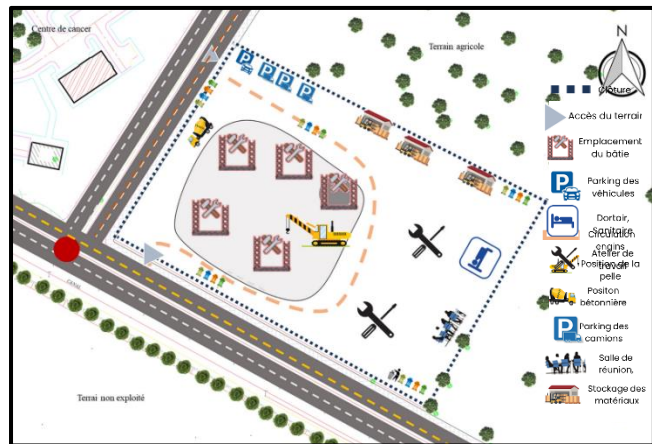 Centre de cancer
Terrain agricole
N
Clôture
Accès du terrain
Emplacement
du bâtie
P
P
P
P
P
Parking des
véhicules
Dortair,
Sanitaire
Circulation
engins
Atelier de
travail
Position de la
pelle
Positon
bétonnière
P
Parking des
camions
Salle de
réunion,
Stockage des
matériaux
CANAL
Terrai non exploité